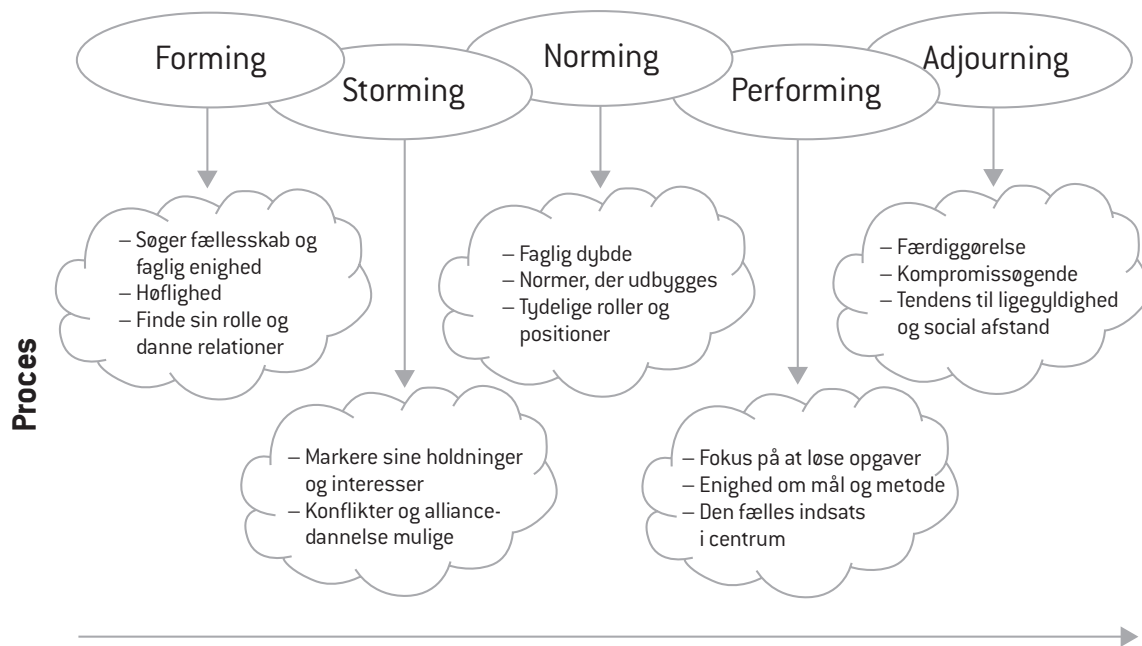 Forming
Storming
Norming
Performing
Adjourning
– Søger fællesskab og
faglig enighed
– Høflighed
– Finde sin rolle og
danne relationer
– Markere sine holdninger
og interesser
– Konflikter og alliance-
dannelse mulige
– Faglig dybde
– Normer, der udbygges
– Tydelige roller og
positioner
– Fokus på at løse opgaver
– Enighed om mål og metode
– Den fælles indsats
i centrum
– Færdiggørelse
– Kompromissøgende
– Tendens til ligegyldighed
og social afstand
Proces